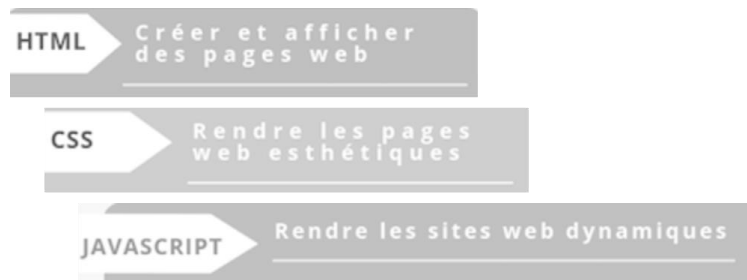 HTML
Créer et afficher
des pages web
CSS
Rendre les pages
web esthétiques
JAVASCRIPT
Rendre les sites web dynamiques